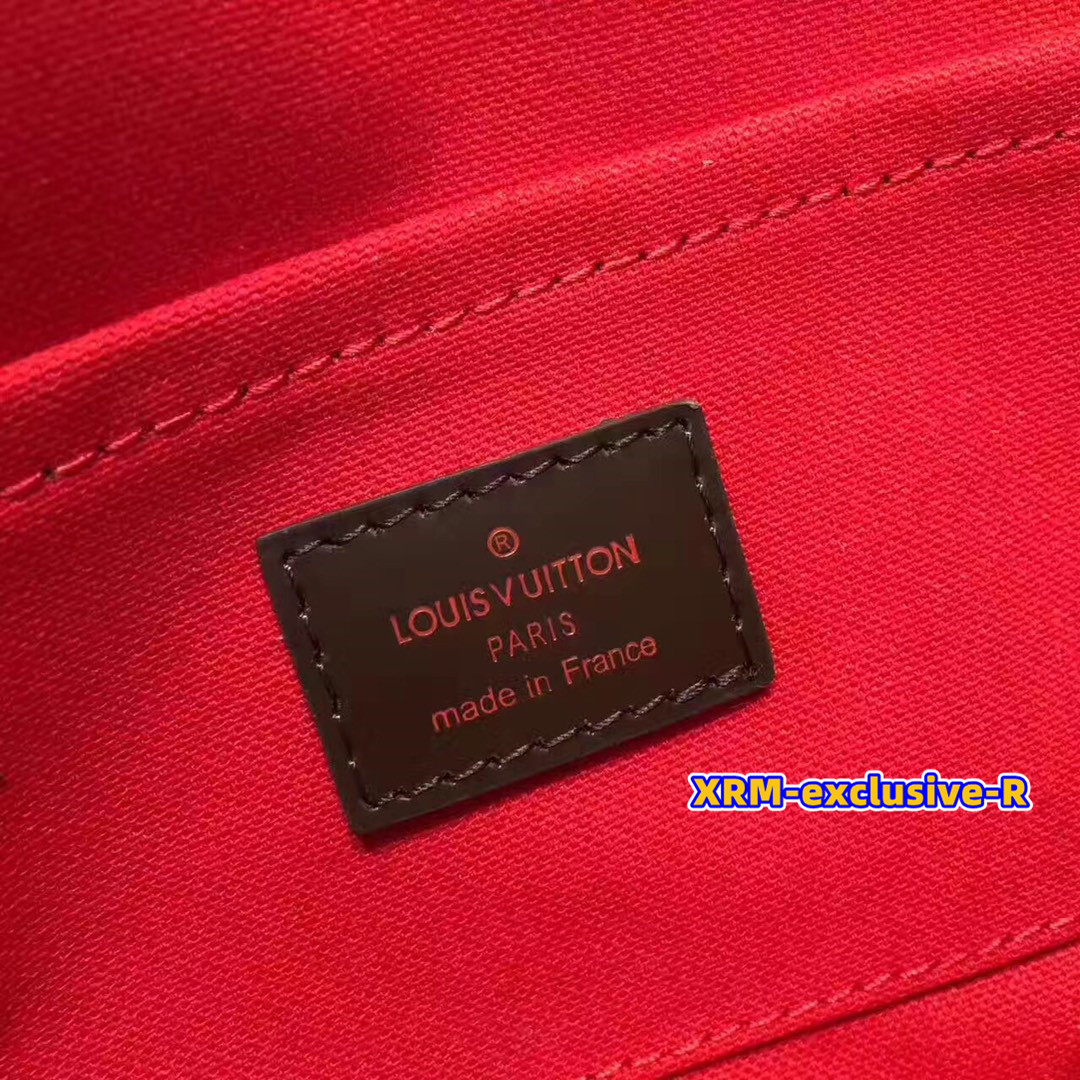 ®
LOUIS VUITTON
PARIS
made in France
XRM-exclusive-R